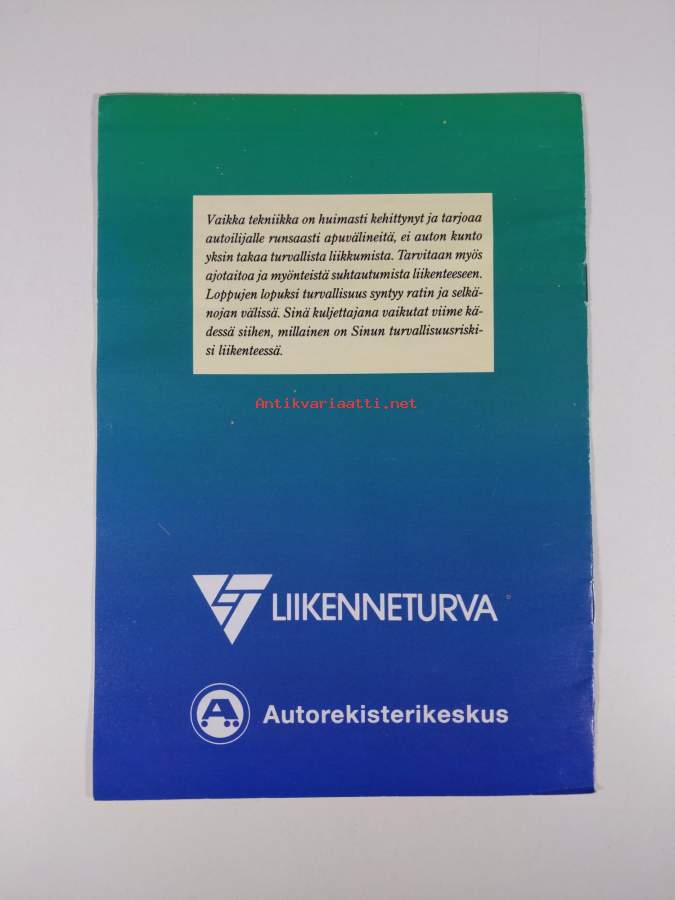 Vaikka tekniikka on huimasti kehittynyt ja tarjoaa
autoilijalle runsaasti apuvälineitä, ei auton kunto
yksin takaa turvallista liikkumista. Tarvitaan myös
ajotaitoa ja myönteistä suhtautumista liikenteeseen.
Loppujen lopuksi turvallisuus syntyy ratin ja selkä-
nojan välissä. Sinä kuljettajana vaikutat viime kä-
dessä siihen, millainen on Sinun turvallisuusriski-
si liikenteessä.
Antikvariaatti.net
LIIKENNETURVA
A Autorekisterikeskus